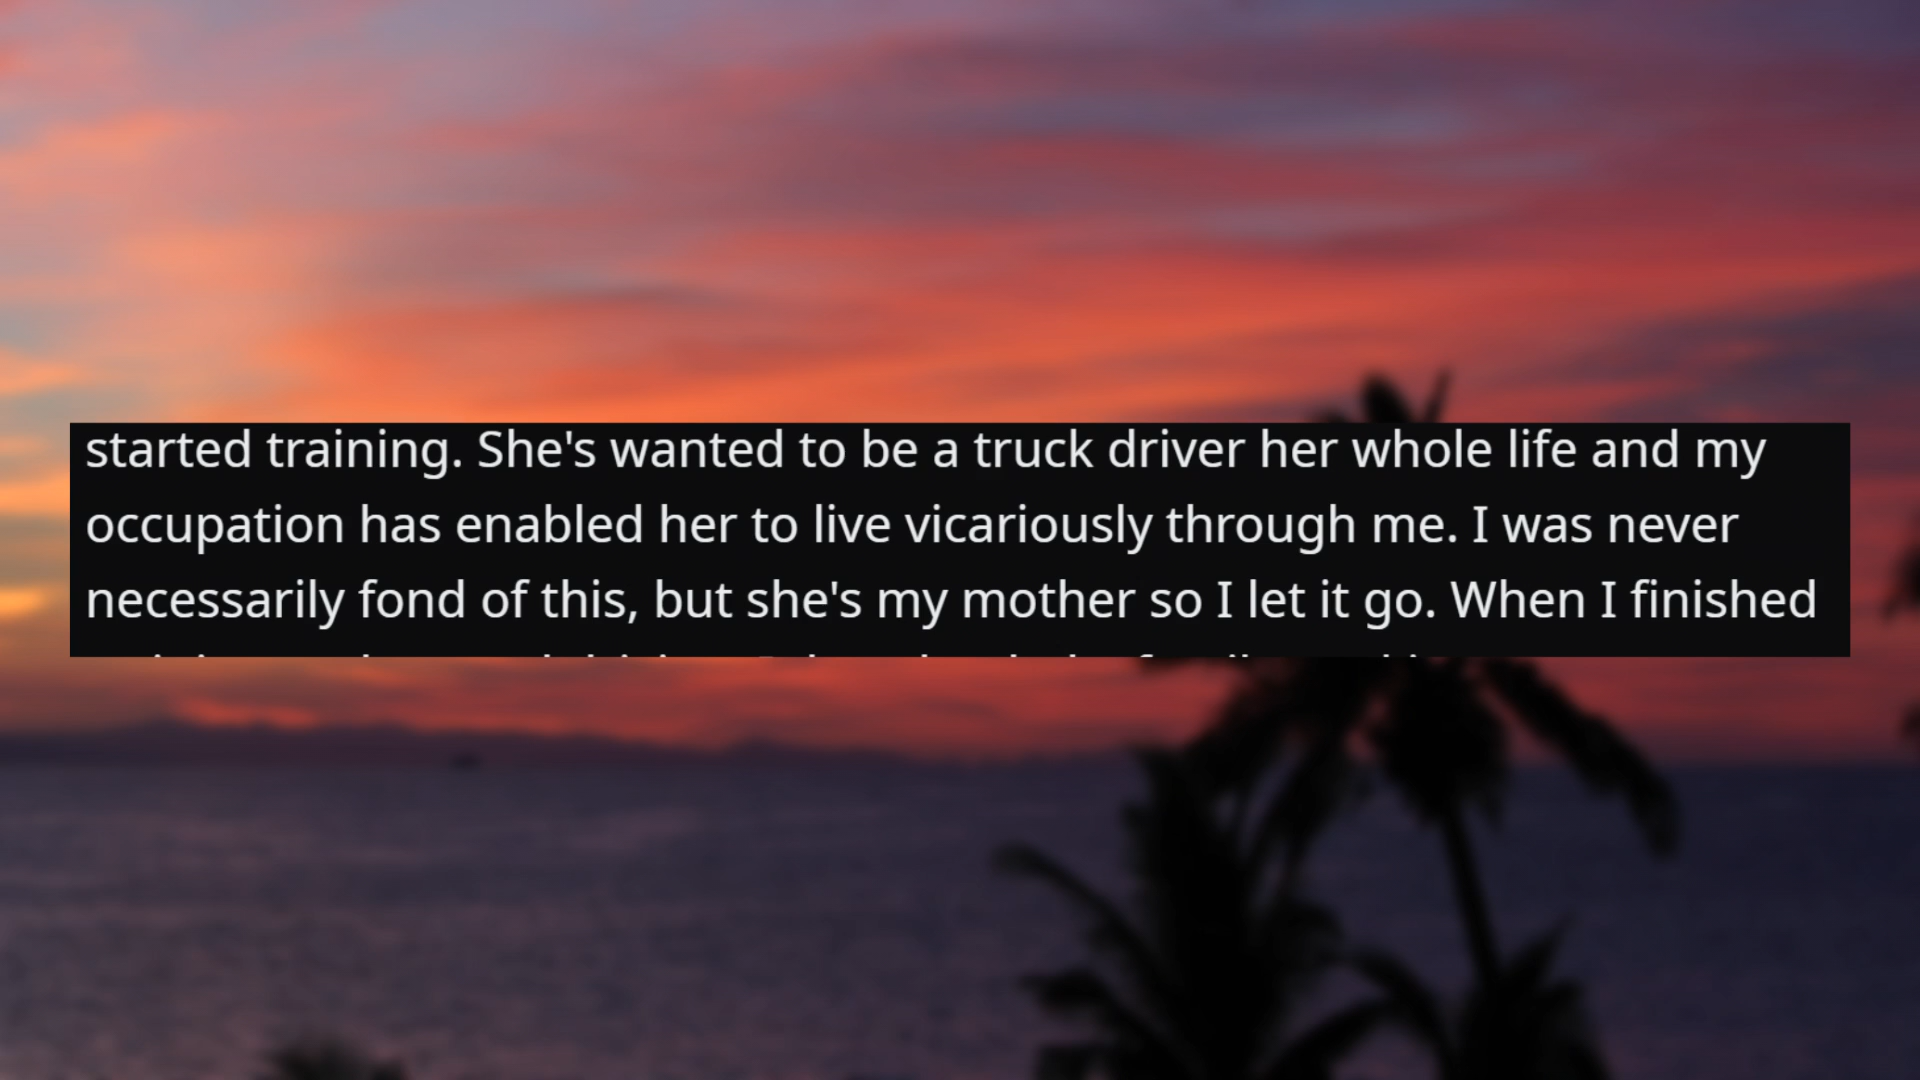 started training. She's wanted to be a truck driver her whole life and my
occupation has enabled her to live vicariously through me. I was never
necessarily fond of this, but she's my mother so I let it go. When I finished